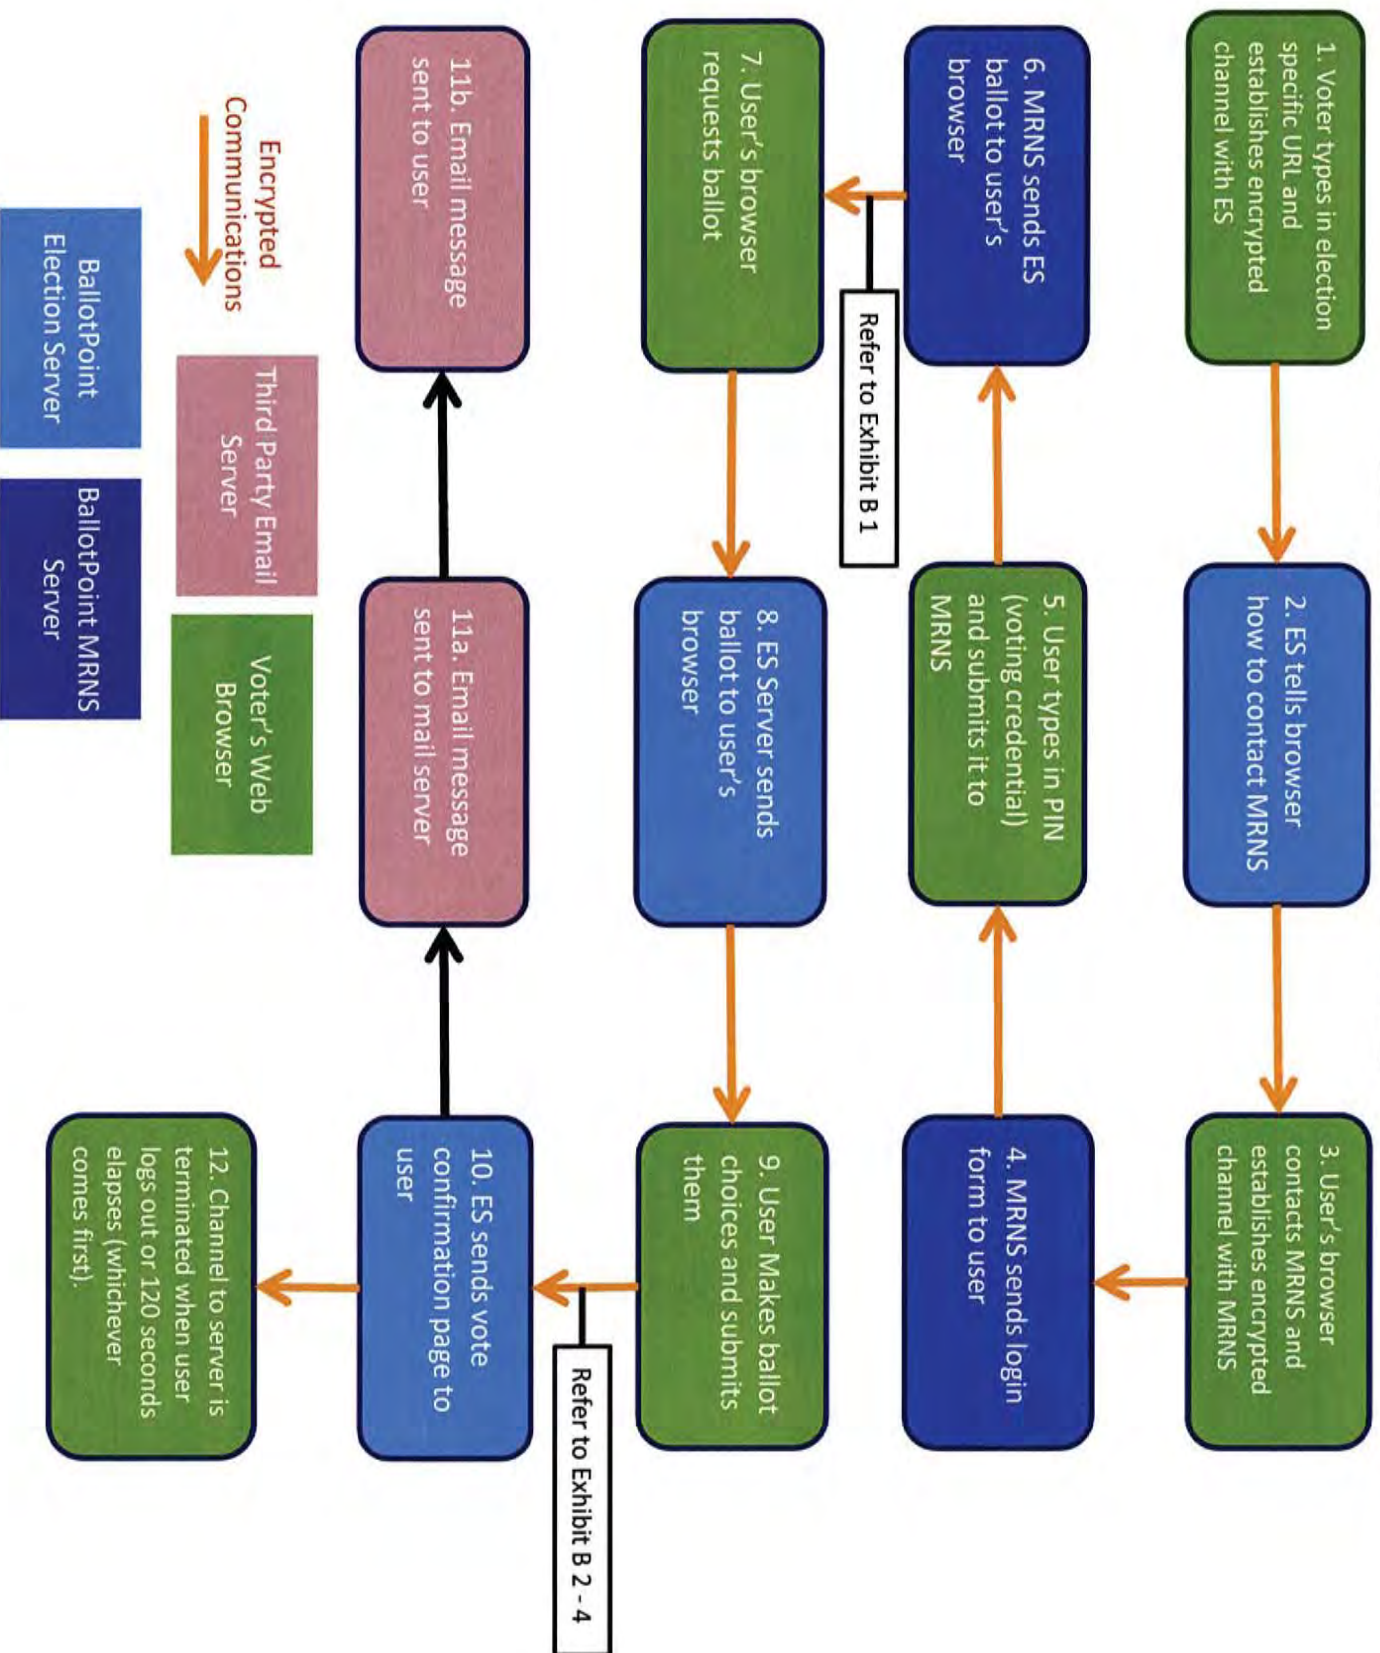 1. Voter types in election
specific URL and
establishes encrypted
channel with ES
2. ES tells browser
how to contact MRNS
3. User's browser
contacts MRNS and
establishes encrypted
channel with MRNS
4. MRNS sends login
form to user
5. User types in PIN
(voting credential)
and submits it to
MRNS
6. MRNS sends ES
ballot to user's
browser
Refer to Exhibit B 1
7. User's browser
requests ballot
8. ES Server sends
ballot to user's
browser
9. User Makes ballot
choices and submits
them
Refer to Exhibit B 2 - 4
10. ES sends vote
confirmation page to
user
11a. Email message
sent to mail server
11b. Email message
sent to user
12. Channel to server is
terminated when user
logs out or 120 seconds
elapses (whichever
comes first).
Encrypted
Communications
Third Party Email
Server
Voter's Web
Browser
BallotPoint
Election Server
BallotPoint MRNS
Server